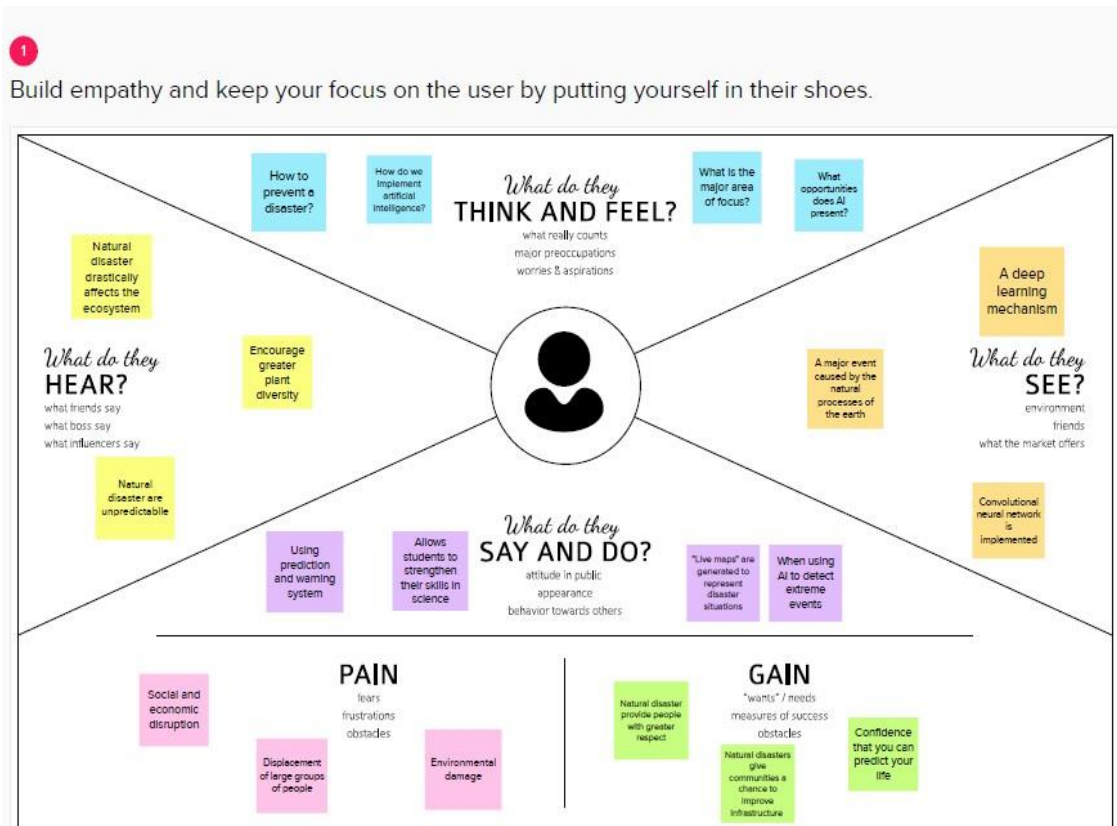 1
Build empathy and keep your focus on the user by putting yourself in their shoes.
How to
prevent a
disaster?
How do we
implement
artificial
intelligence?
What do they
THINK AND FEEL?
what really counts
major preoccupations
worries & aspirations
What is the
major area
of focus?
What
opportunities
does AI
present?
Natural
disaster
drastically
affects the
ecosystem
What do they
HEAR?
what friends say
what boss say
what influencers say
Encourage
greater
plant
diversity
Natural
disaster are
unpredictablle
A deep
learning
mechanism
A major event
caused by the
natural
processes of
the earth
What do they
SEE?
environment
friends
what the market offers
Convolutional
neural network
is
implemented
Using
prediction
and warning
system
Allows
students to
strengthen
their skills in
science
What do they
SAY AND DO?
attitude in public
appearance
behavior towards others
"Live maps" are
generated to
represent
disaster
situations
When using
AI to detect
extreme
events
PAIN
fears
frustrations
obstacles
Social and
economic
disruption
Displacement
of large groups
of people
Environmental
damage
GAIN
"wants" / needs
measures of success
obstacles
Natural disaster
provide people
with greater
respect
Natural disasters
give
communities a
chance to
improve
infrastructure
Confidence
that you can
predict your
life